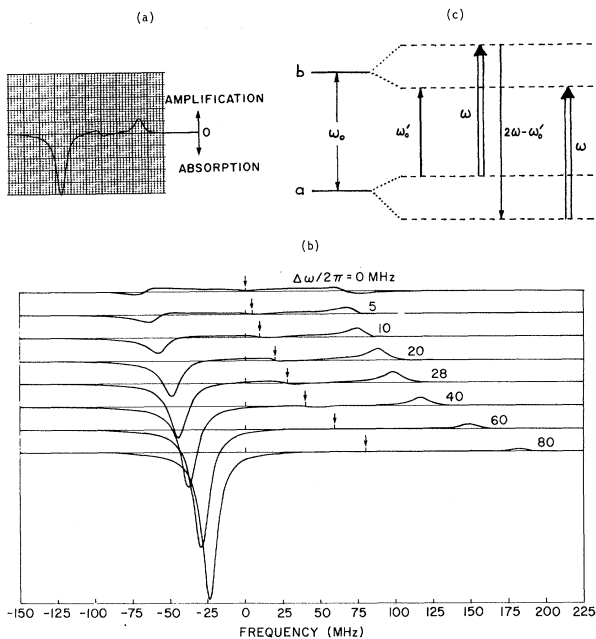 (a)
AMPLIFICATION
0
ABSORPTION
(c)
b
a
ω₀
ω₀′
ω
2ω-ω₀′
ω
(b)
Δω/2π = 0 MHz
5
10
20
28
40
60
80
-150 -125 -100 -75 -50 -25 0 25 50 75 100 125 150 175 200 225
FREQUENCY (MHz)